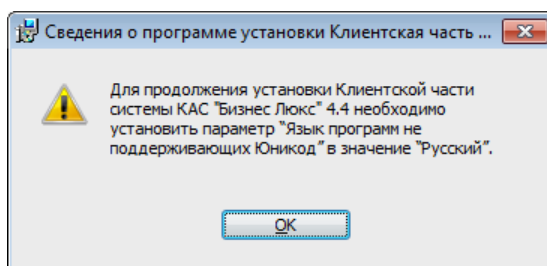 Сведения о программе установки Клиентская часть ...
Для продолжения установки Клиентской части
системы КАС "Бизнес Люкс" 4.4 необходимо
установить параметр "Язык программ не
поддерживающих Юникод" в значение "Русский".
OK